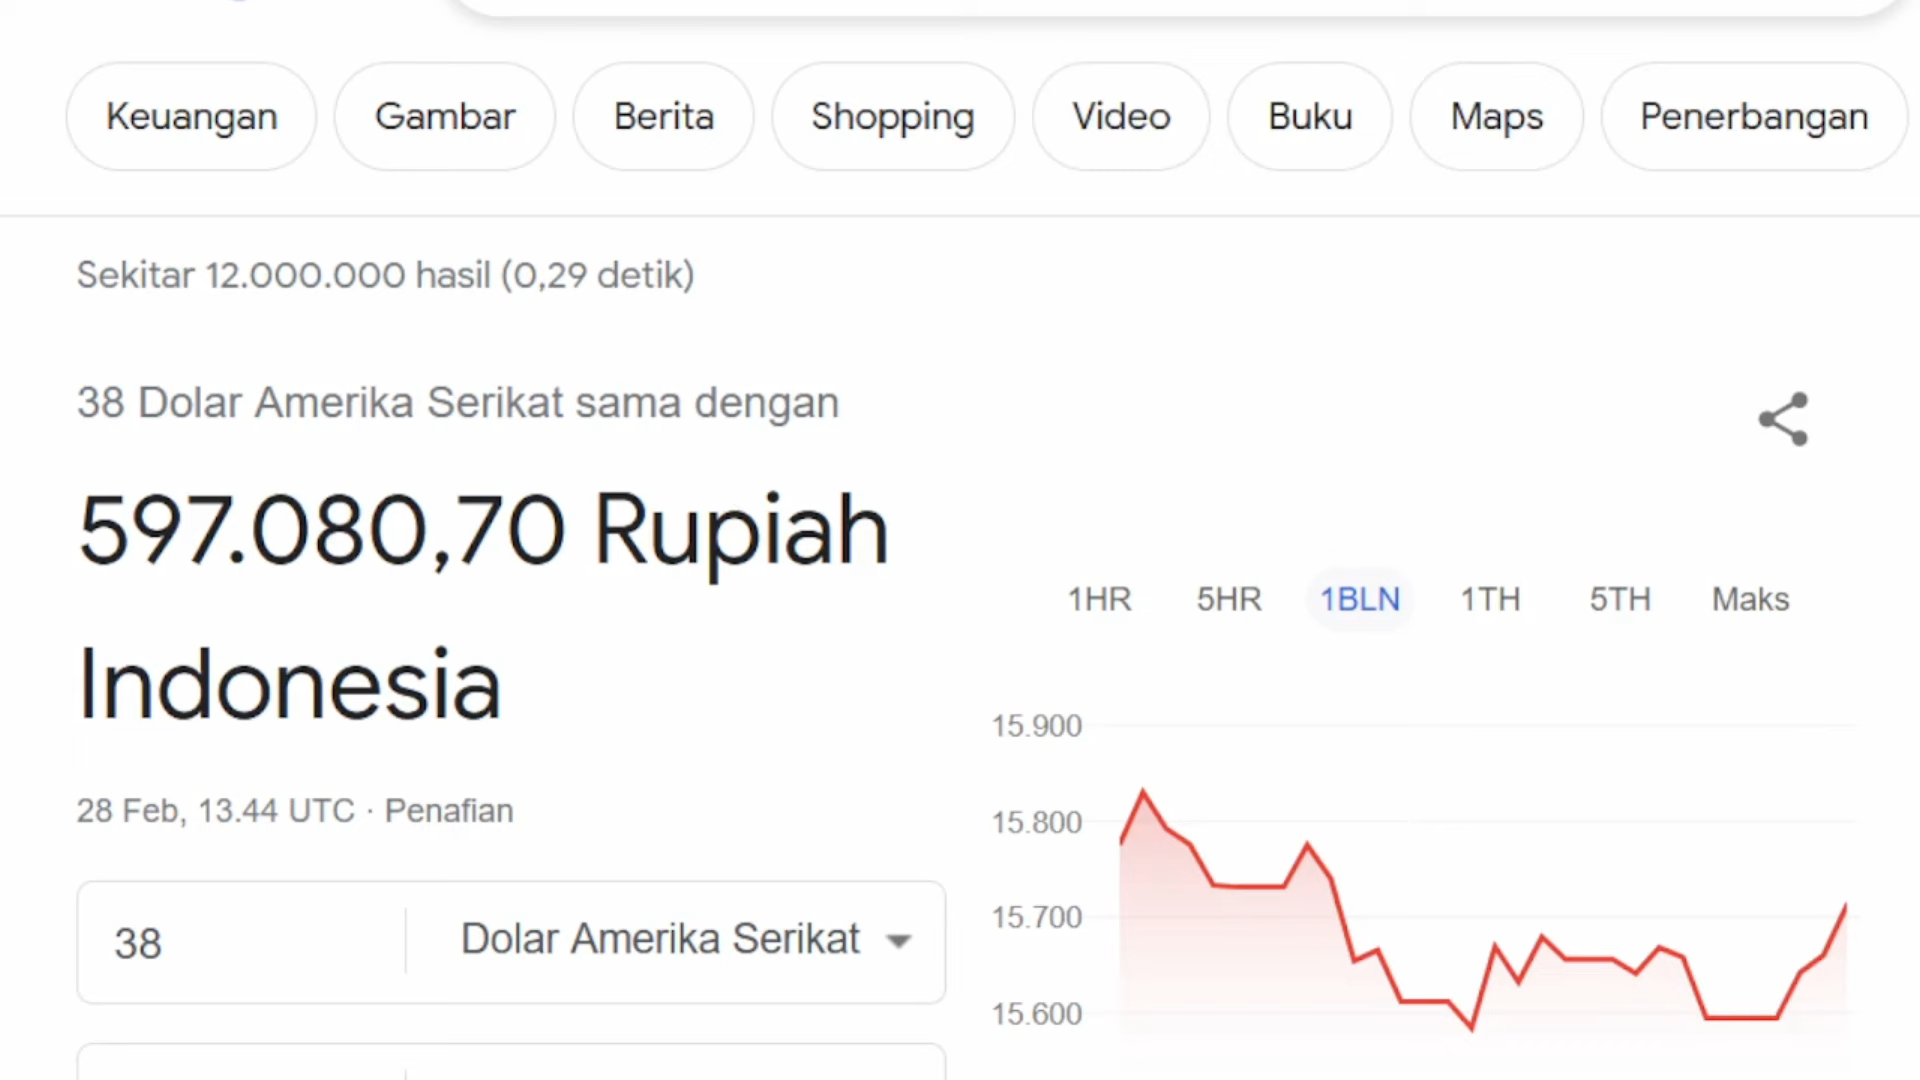 Keuangan Gambar Berita Shopping Video Buku Maps Penerbangan
Sekitar 12.000.000 hasil (0,29 detik)
38 Dolar Amerika Serikat sama dengan
597.080,70 Rupiah
Indonesia
28 Feb, 13.44 UTC · Penafian
38 Dolar Amerika Serikat
1HR 5HR 1BLN 1TH 5TH Maks
15.900
15.800
15.700
15.600